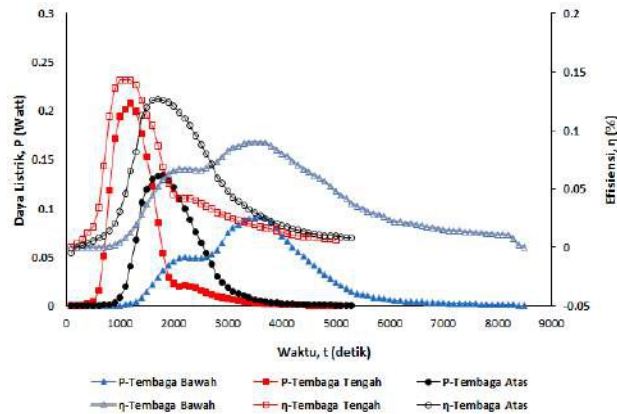 0.3
0.25
0.2
0.15
0.1
0.05
0
Daya Listrik, P (Watt)
0.2
0.15
0.1
0.05
0
-0.05
Effisiensi, η (%)
0 1000 2000 3000 4000 5000 6000 7000 8000 9000
Waktu, t (detik)
P-Tembaga Bawah P-Tembaga Tengah P-Tembaga Atas
η-Tembaga Bawah η-Tembaga Tengah η-Tembaga Atas